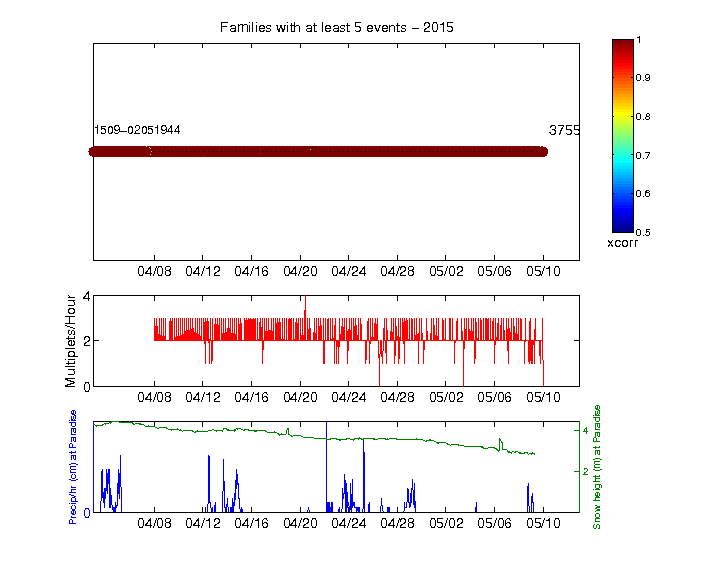 Families with at least 5 events − 2015
1509−02051944
3755
1
0.9
0.8
0.7
0.6
0.5
xcorr
04/08 04/12 04/16 04/20 04/24 04/28 05/02 05/06 05/10
Multiplets/Hour
4
2
0
04/08 04/12 04/16 04/20 04/24 04/28 05/02 05/06 05/10
Precip/hr (cm) at Paradise
0
4
2
Snow height (m) at Paradise
04/08 04/12 04/16 04/20 04/24 04/28 05/02 05/06 05/10